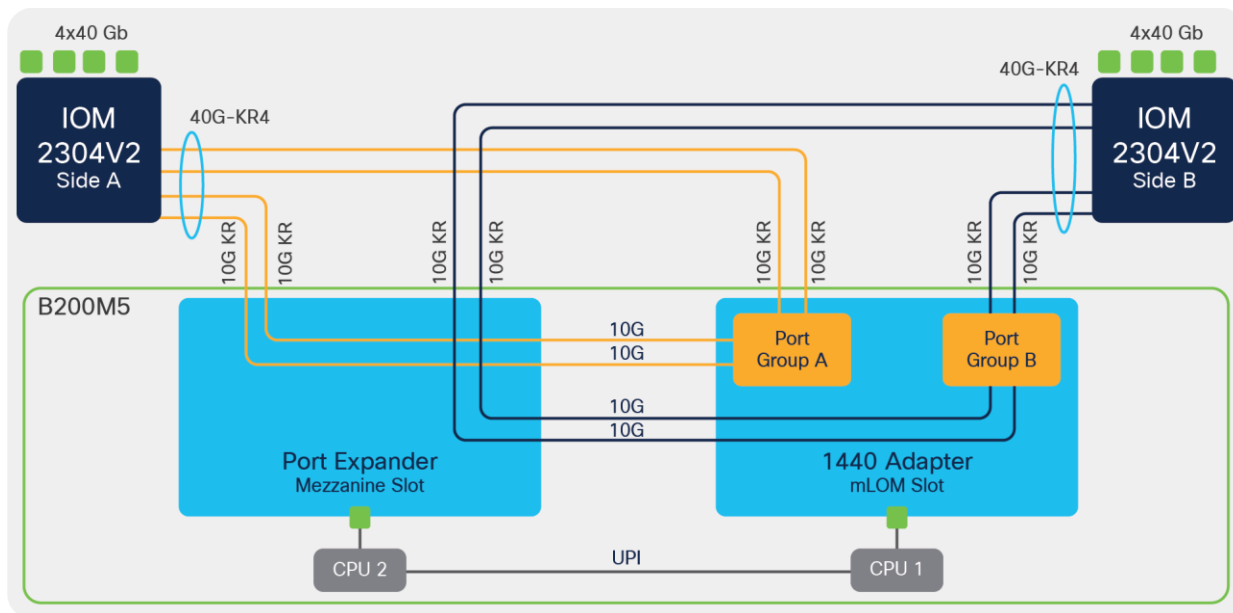 4x40 Gb
4x40 Gb
IOM
2304V2
Side A
40G-KR4
40G-KR4
IOM
2304V2
Side B
10G KR
10G KR
10G KR
10G KR
10G KR
10G KR
10G KR
10G KR
B200M5
10G
10G
Port
Group A
Port
Group B
10G
10G
Port Expander
Mezzanine Slot
1440 Adapter
mLOM Slot
CPU 2
UPI
CPU 1